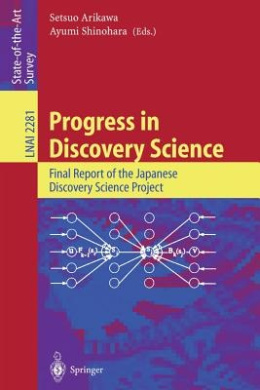 Setsuo Arikawa
Ayumi Shinohara (Eds.)
State-of-the-Art
Survey
LNAI 2281
Progress in
Discovery Science
Final Report of the Japanese
Discovery Science Project
Springer